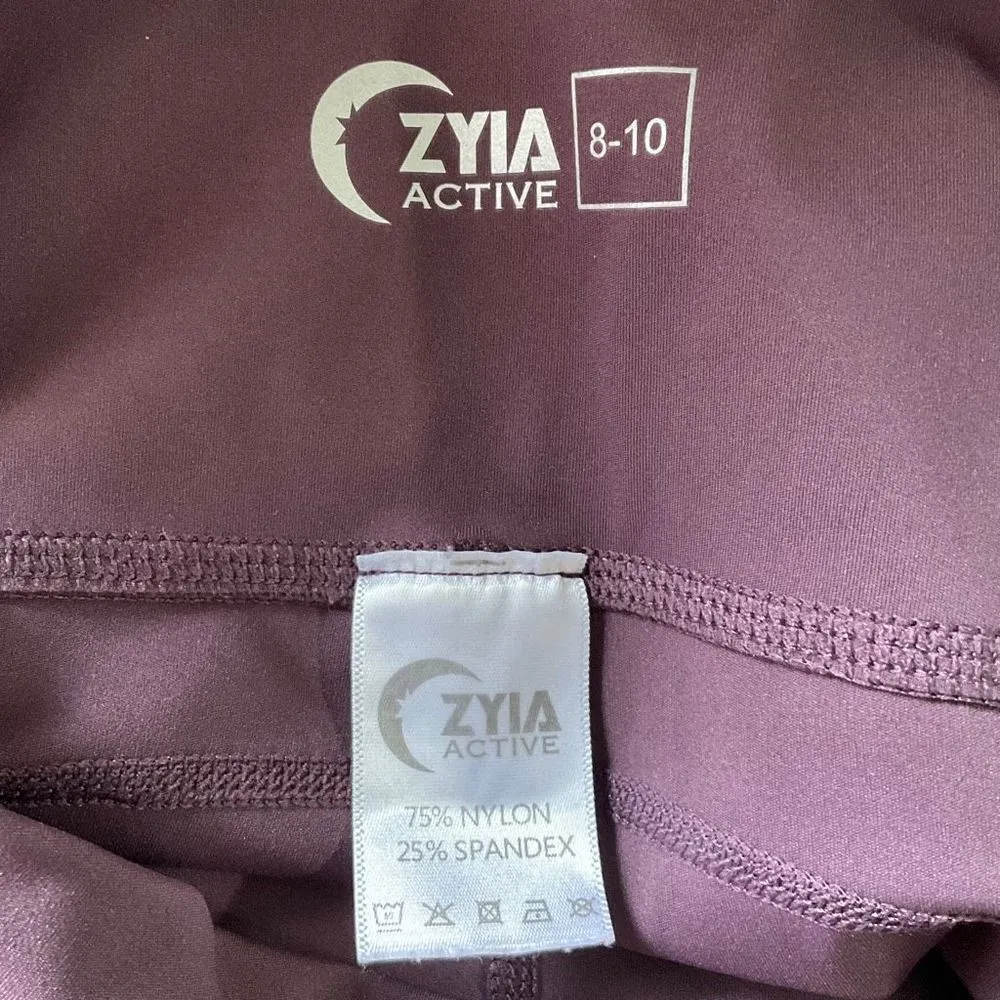 ZYIA
ACTIVE
8-10
ZYIA
ACTIVE
75% NYLON
25% SPANDEX